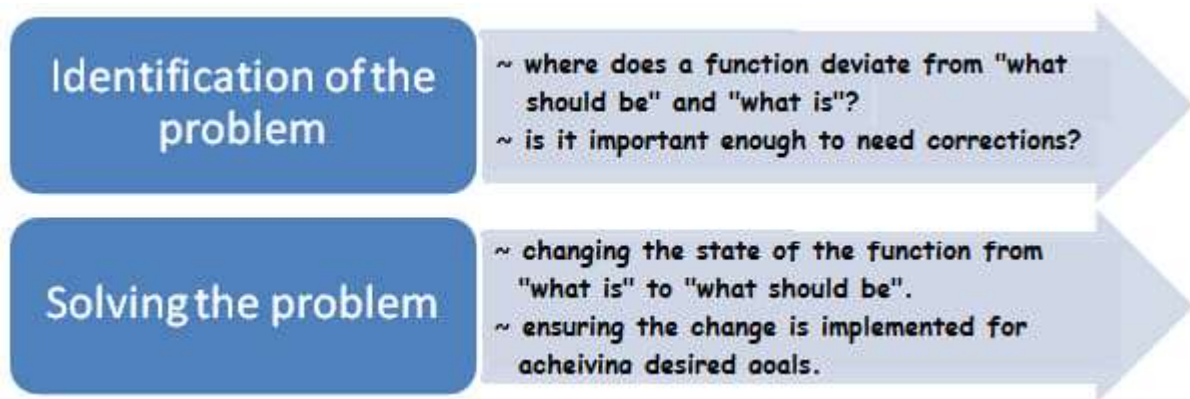 Identification of the
problem
~ where does a function deviate from "what
should be" and "what is"?
~ is it important enough to need corrections?
Solving the problem
~ changing the state of the function from
"what is" to "what should be".
~ ensuring the change is implemented for
acheiving desired goals.